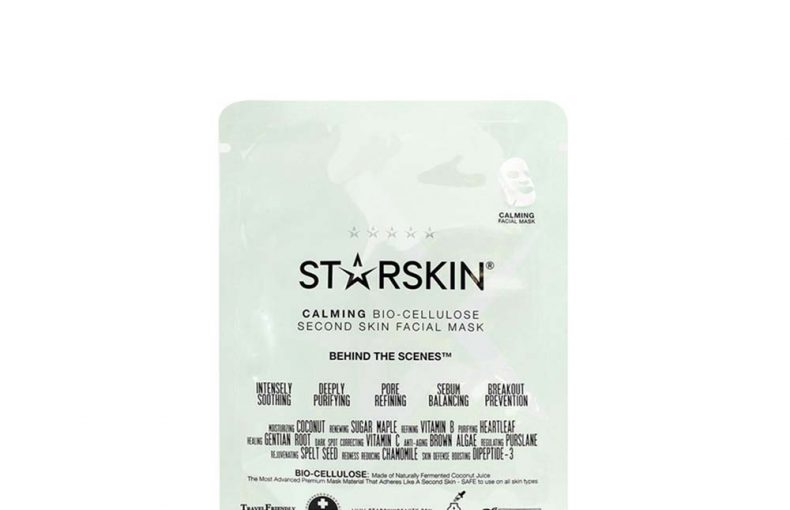 CALMING
FACIAL MASK
STARSKIN®
CALMING BIO-CELLULOSE
SECOND SKIN FACIAL MASK
BEHIND THE SCENES™
INTENSELY SOOTHING
DEEPLY PURIFYING
PORE REFINING
SEBUM BALANCING
BREAKOUT PREVENTION
MOISTURIZING COCONUT RENEWING SUGAR MAPLE REFINING VITAMIN B PURIFYING HEARTLEAF
HEALING GENTIAN ROOT DARK SPOT CORRECTING VITAMIN C ANTI-AGING BROWN ALGAE REGULATING PURSLANE
REJUVENATING SPELT SEED REDNESS REDUCING CHAMOMILE SKIN DEFENSE BOOSTING DIPEPTIDE-3
BIO-CELLULOSE: Made of Naturally Fermented Coconut Juice
The Most Advanced Premium Mask Material That Adheres Like A Second Skin - SAFE to use on all skin types
TRAVEL FRIENDLY